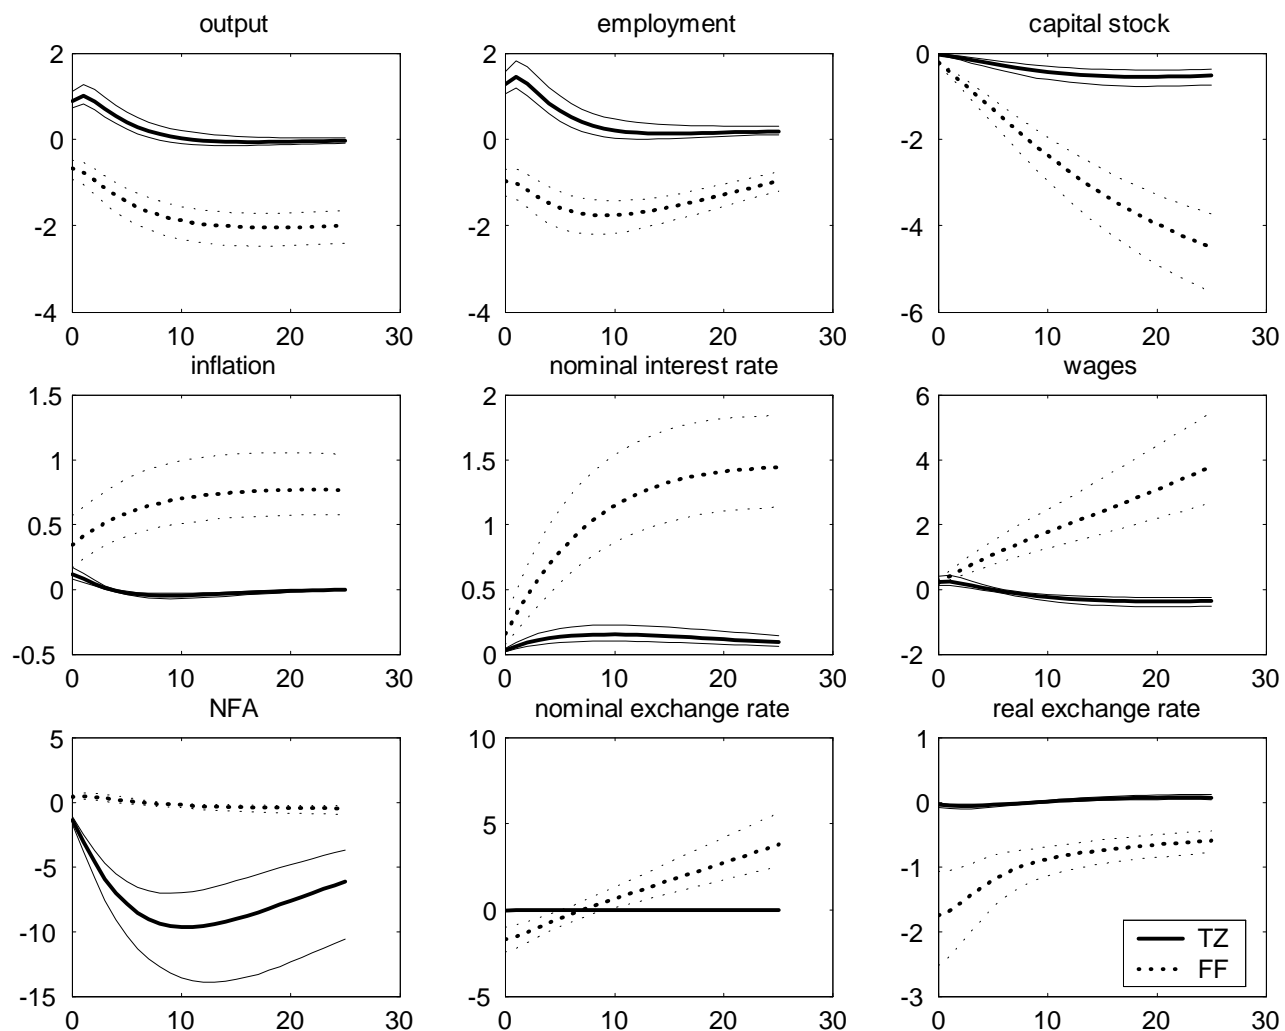 output employment capital stock
2 2 0
0 0 -2
-2 -2 -4
-4 -4 -6
0 10 20 30 0 10 20 30 0 10 20 30
inflation nominal interest rate wages
1.5 2 6
1 1.5 4
0.5 1 2
0 0.5 0
-0.5 0 -2
0 10 20 30 0 10 20 30 0 10 20 30
NFA nominal exchange rate real exchange rate
5 10 1
0 5 0
-5 0 -1
-10 -5 -2
-15 -3
0 10 20 30 0 10 20 30 0 10 20 30
TZ
FF